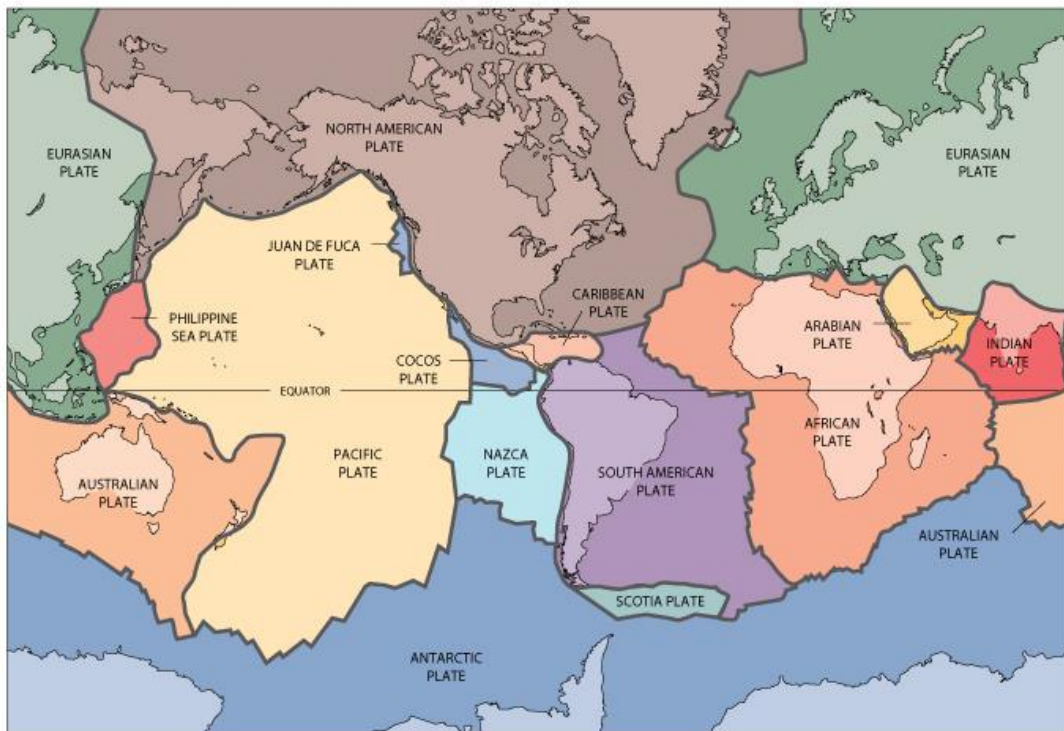 NORTH AMERICAN
PLATE
EURASIAN
PLATE
EURASIAN
PLATE
JUAN DE FUCA
PLATE
CARIBBEAN
PLATE
PHILIPPINE
SEA PLATE
ARABIAN
PLATE
INDIAN
PLATE
COCOS
PLATE
EQUATOR
AFRICAN
PLATE
PACIFIC
PLATE
NAZCA
PLATE
SOUTH AMERICAN
PLATE
AUSTRALIAN
PLATE
AUSTRALIAN
PLATE
SCOTIA PLATE
ANTARCTIC
PLATE